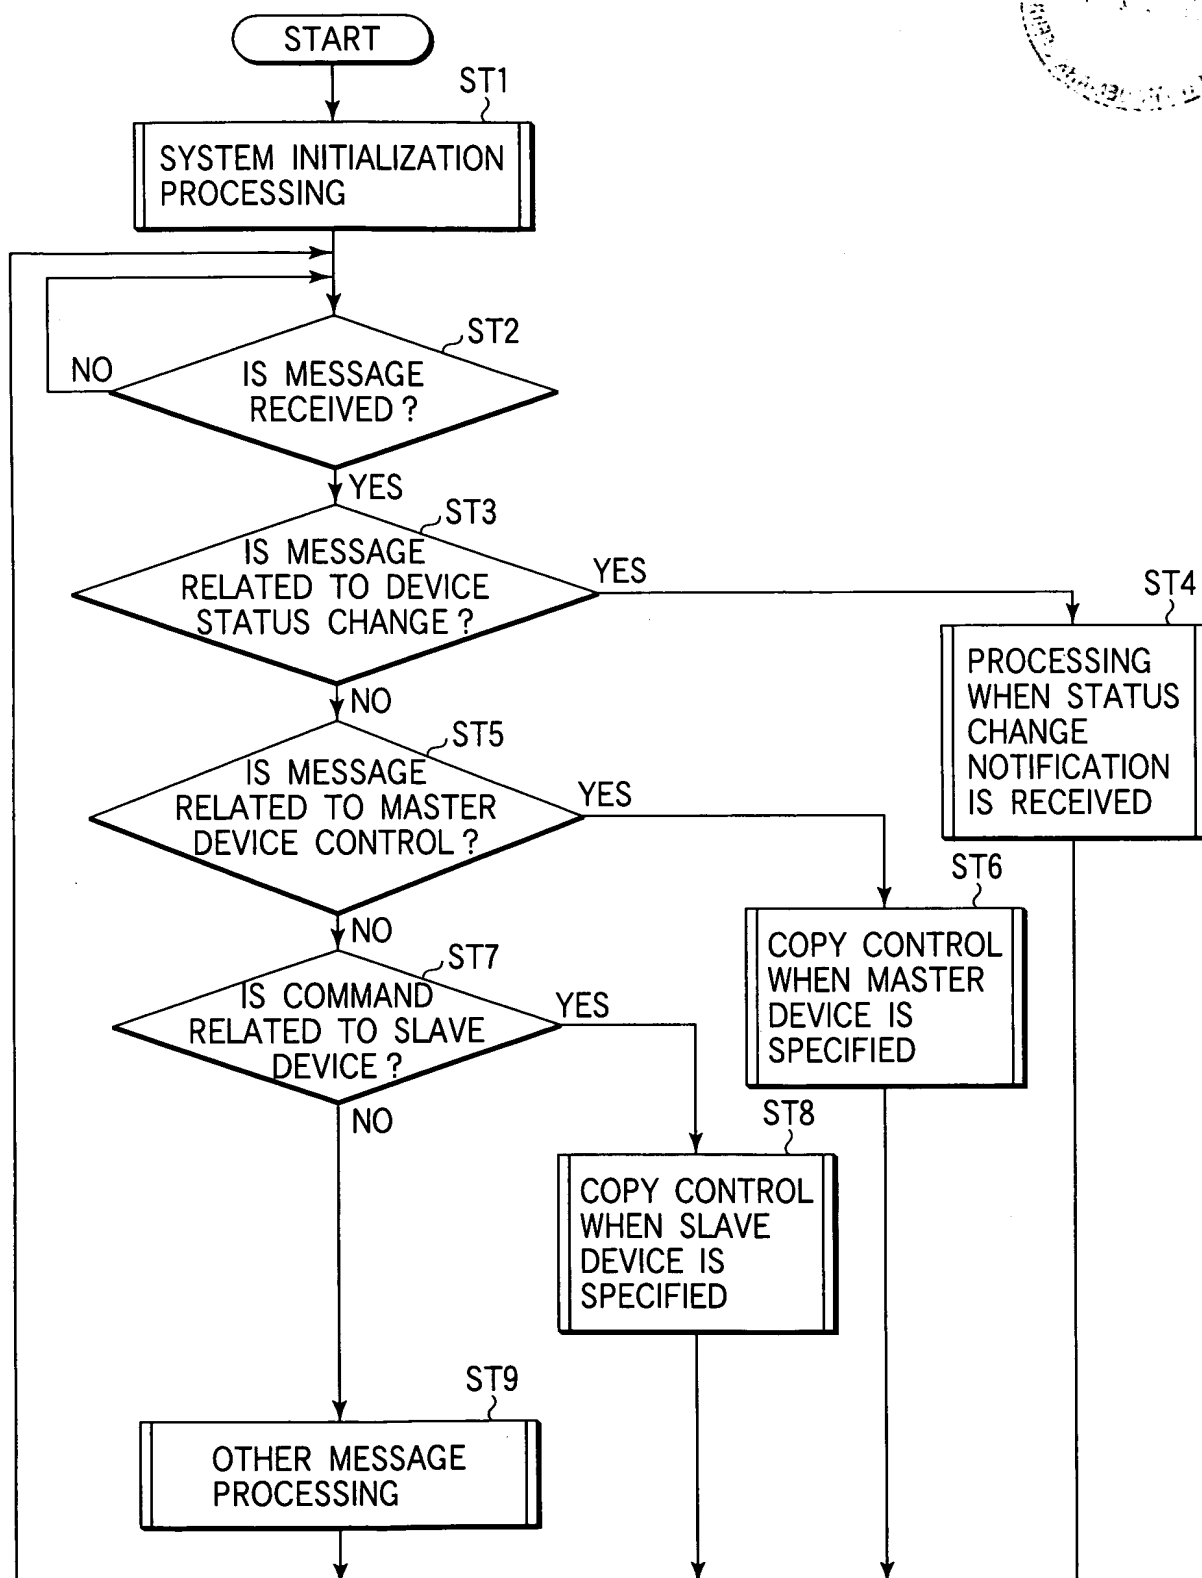 START
ST1
SYSTEM INITIALIZATION
PROCESSING
ST2
NO
IS MESSAGE
RECEIVED?
YES
ST3
IS MESSAGE
RELATED TO DEVICE
STATUS CHANGE?
YES
ST4
PROCESSING
WHEN STATUS
CHANGE
NOTIFICATION
IS RECEIVED
NO
ST5
IS MESSAGE
RELATED TO MASTER
DEVICE CONTROL?
YES
ST6
COPY CONTROL
WHEN MASTER
DEVICE IS
SPECIFIED
NO
ST7
IS COMMAND
RELATED TO SLAVE
DEVICE?
YES
NO
ST8
COPY CONTROL
WHEN SLAVE
DEVICE IS
SPECIFIED
ST9
OTHER MESSAGE
PROCESSING